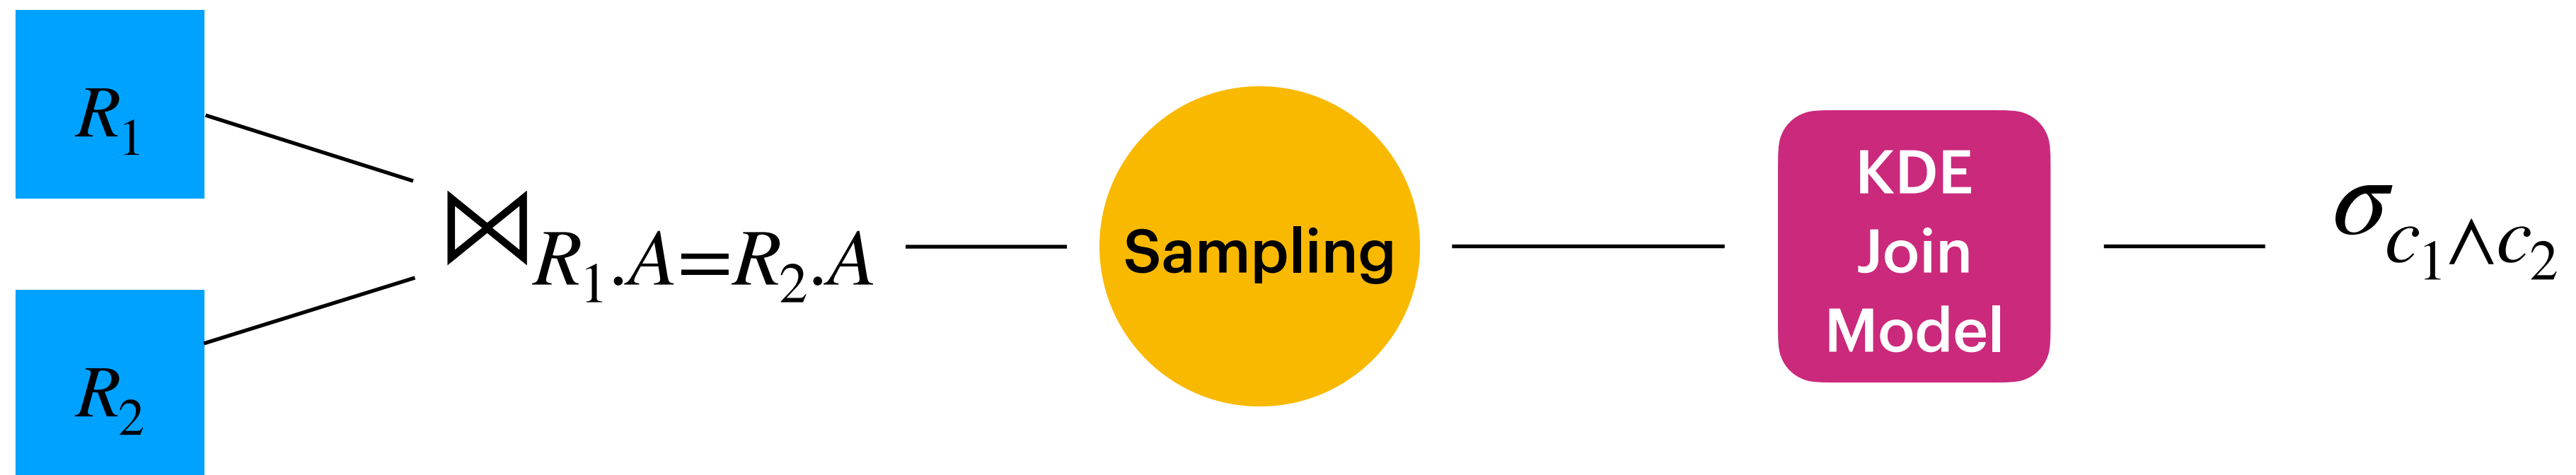 R₁
R₂
⋈R₁.A=R₂.A
Sampling
KDE
Join
Model
σc₁∧c₂